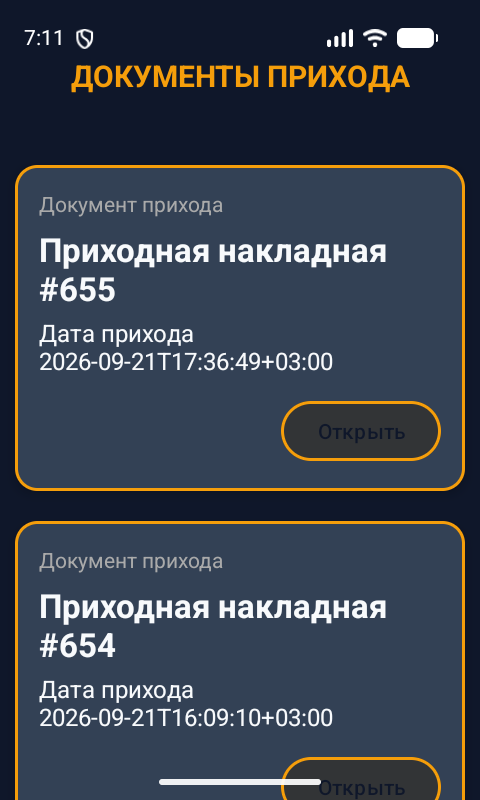 7:11
ДОКУМЕНТЫ ПРИХОДА
Документ прихода
Приходная накладная
#655
Дата прихода
2026-09-21T17:36:49+03:00
Открыть
Документ прихода
Приходная накладная
#654
Дата прихода
2026-09-21T16:09:10+03:00
Открыть